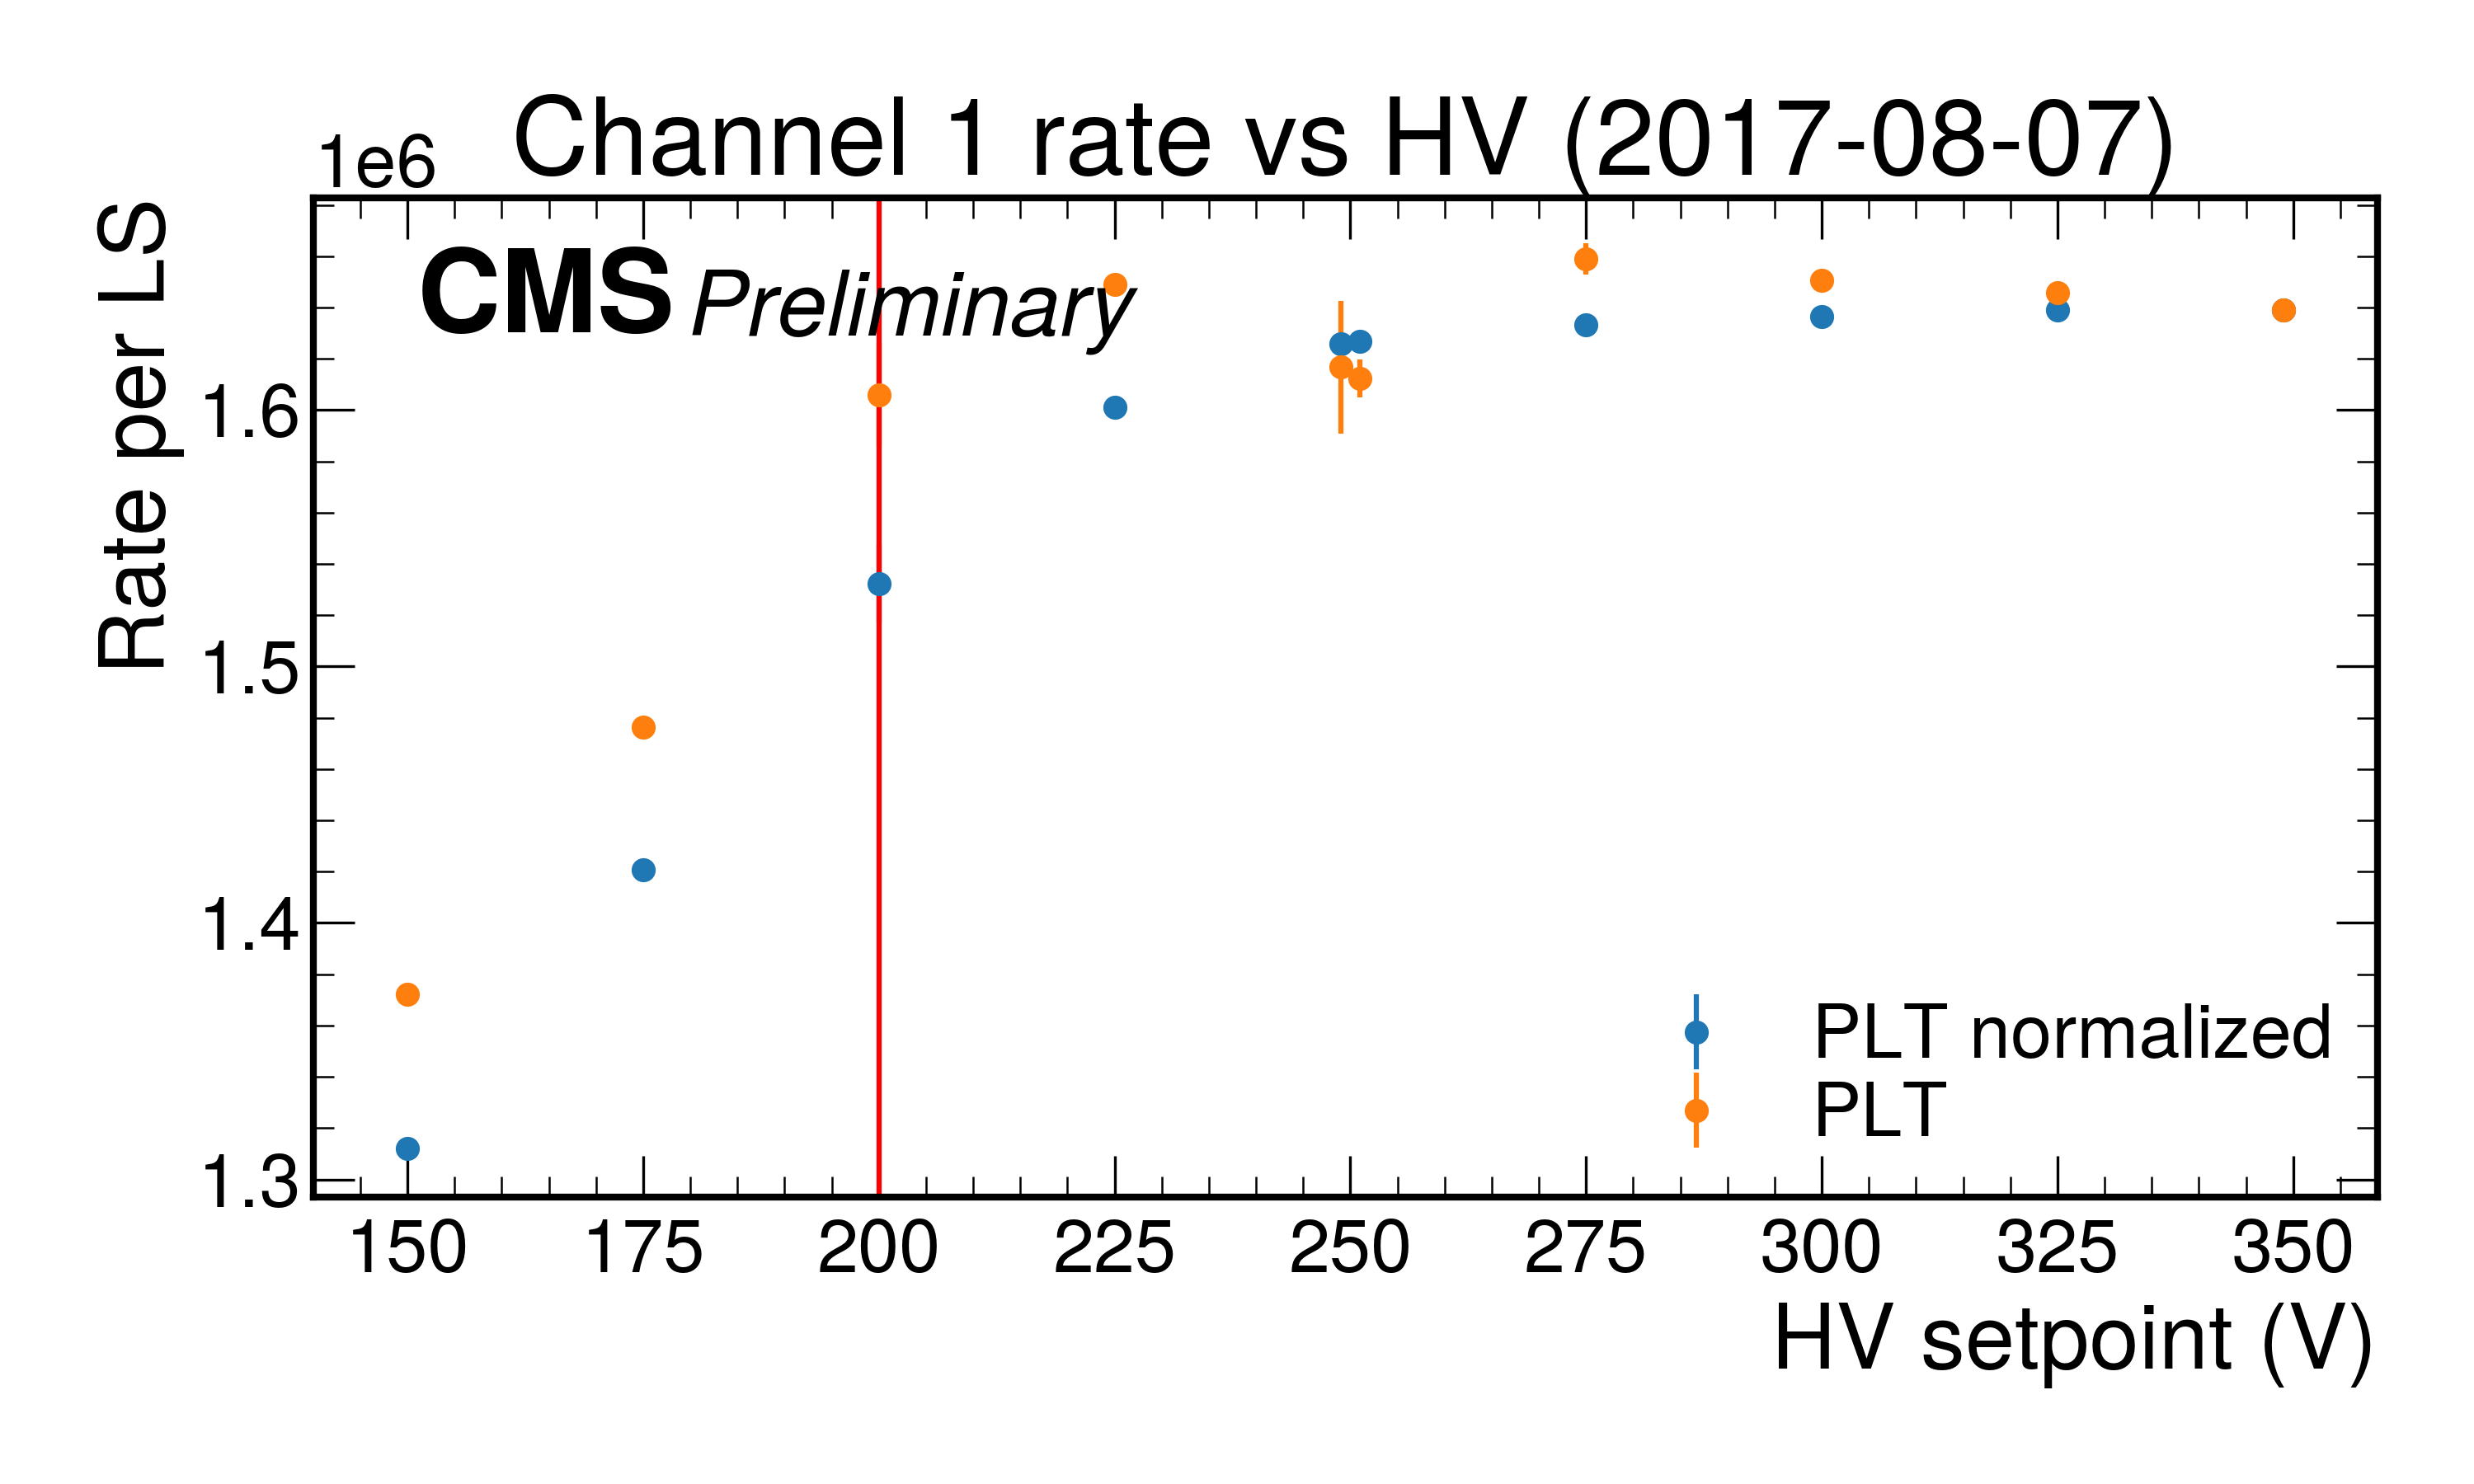 Channel 1 rate vs HV (2017-08-07)
1e6
CMS Preliminary
Rate per LS
1.6
1.5
1.4
1.3
PLT normalized
PLT
150 175 200 225 250 275 300 325 350
HV setpoint (V)